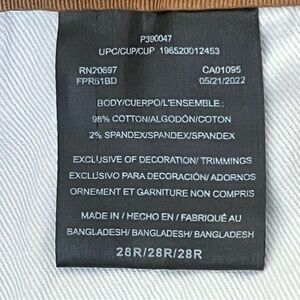 P390047
UPC/CUP/CUP 196520012453
RN20697 CA01095
FPR61BD 05/21/2022
BODY/CUERPO/L'ENSEMBLE:
98% COTTON/ALGODÓN/COTON
2% SPANDEX/SPANDEX/SPANDEX
EXCLUSIVE OF DECORATION/ TRIMMINGS
EXCLUSIVO PARA DECORACIÓN/ ADORNOS
ORNEMENT ET GARNITURE NON COMPRIS
MADE IN / HECHO EN / FABRIQUÉ AU
BANGLADESH/ BANGLADESH/ BANGLADESH
28R/28R/28R